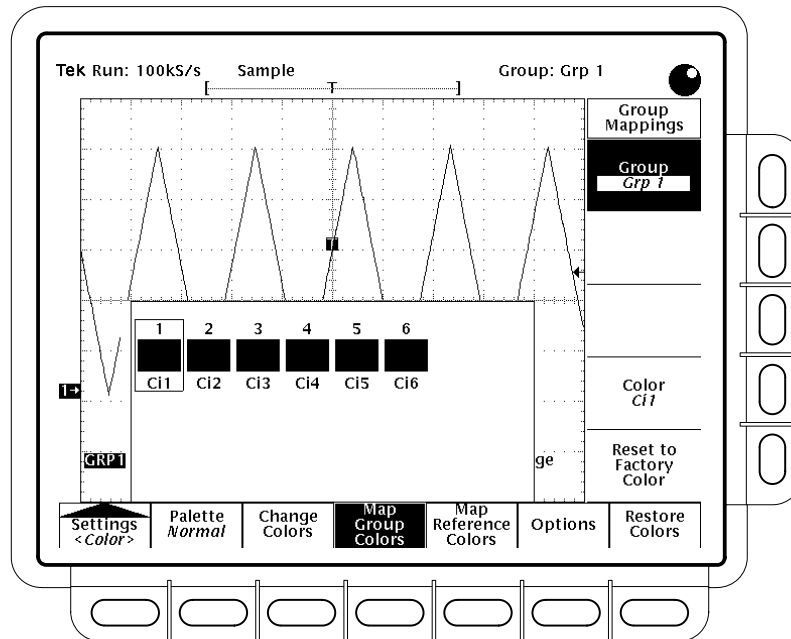 Tek Run: 100kS/s Sample Group: Grp 1
[ T ]
Group
Mappings
Group
Grp 1
T
1 2 3 4 5 6
Ci1 Ci2 Ci3 Ci4 Ci5 Ci6
1→
Color
Ci1
GRP1
ge
Reset to
Factory
Color
Settings
<Color>
Palette
Normal
Change
Colors
Map
Group
Colors
Map
Reference
Colors
Options
Restore
Colors